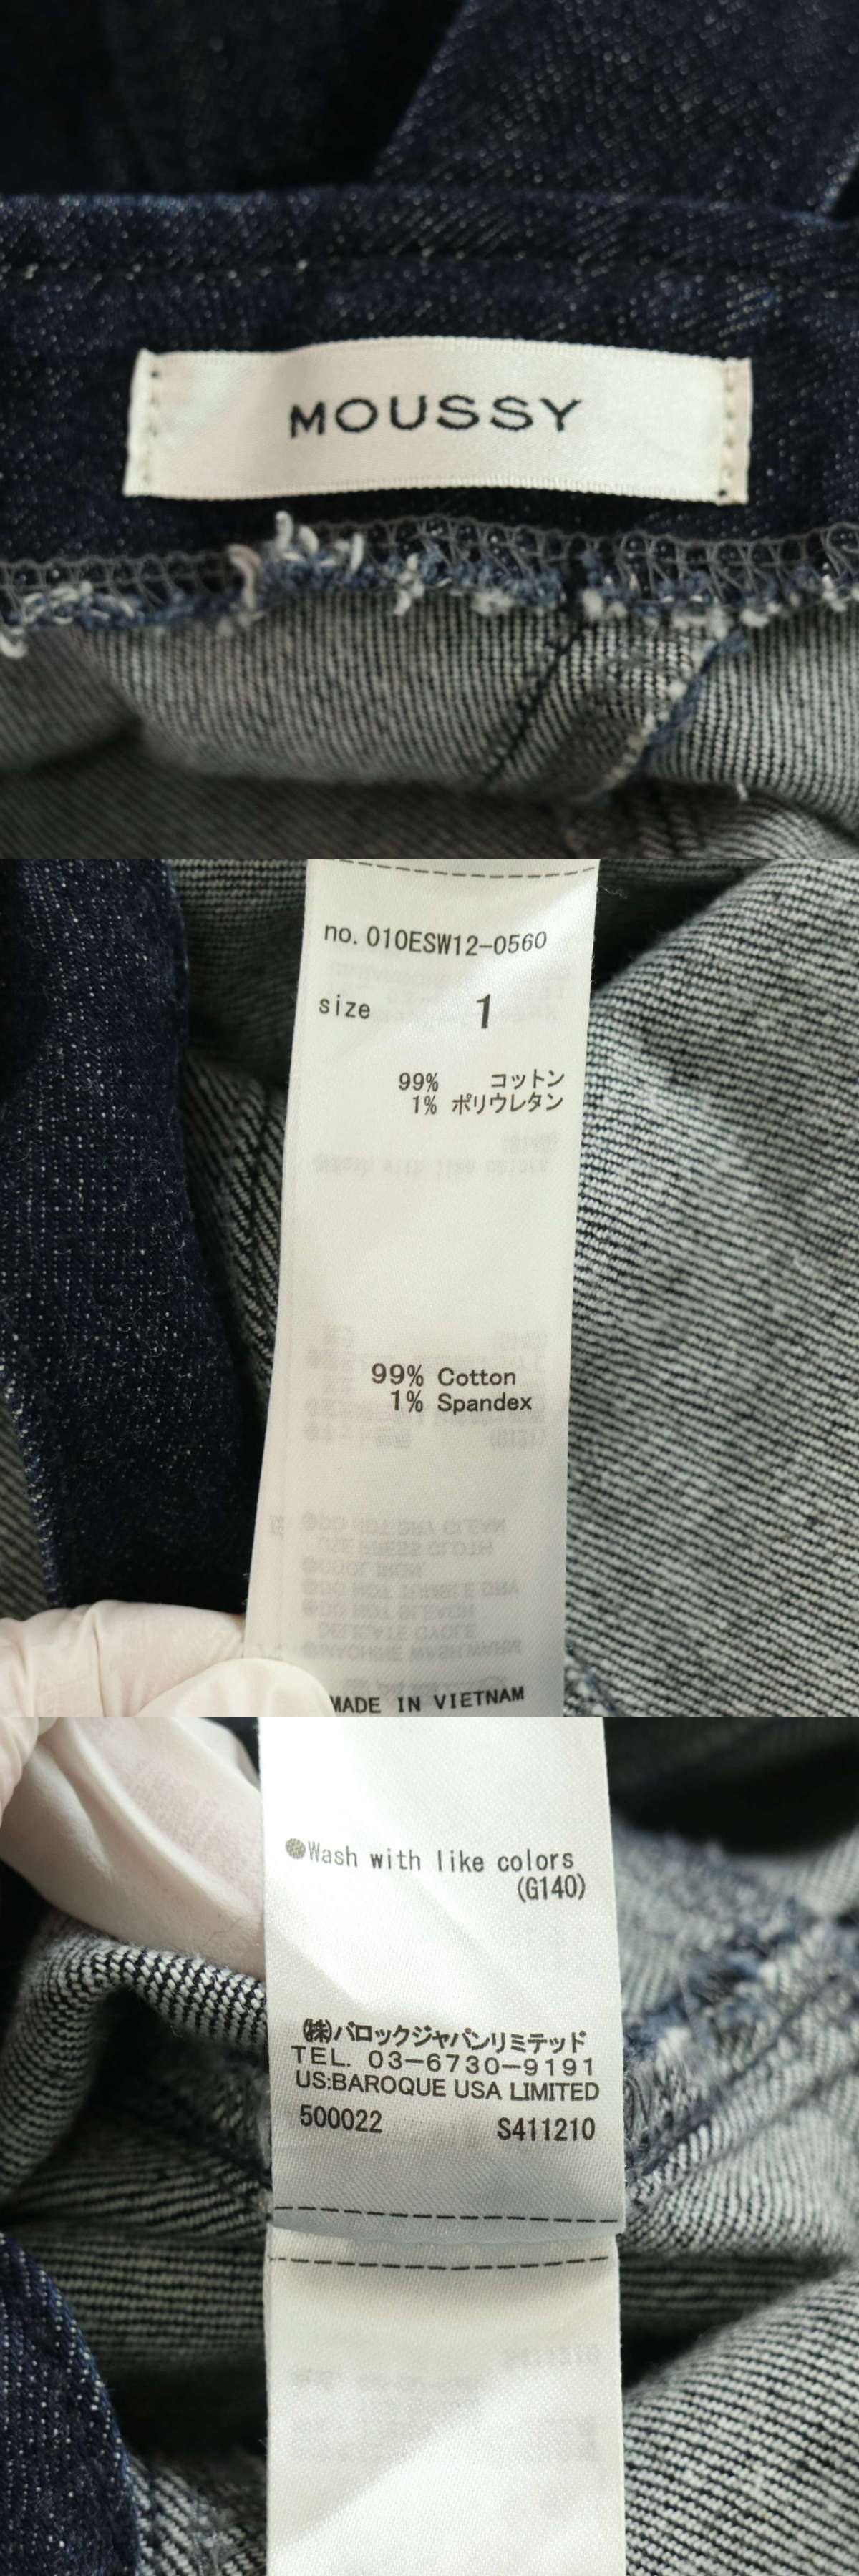 MOUSSY
no.010ESW12-0560
size 1
99% コットン
1% ポリウレタン
99% Cotton
1% Spandex
MADE IN VIETNAM
●Wash with like colors
(G140)
㈱バロックジャパンリミテッド
TEL. 03-6730-9191
US:BAROQUE USA LIMITED
500022 S411210